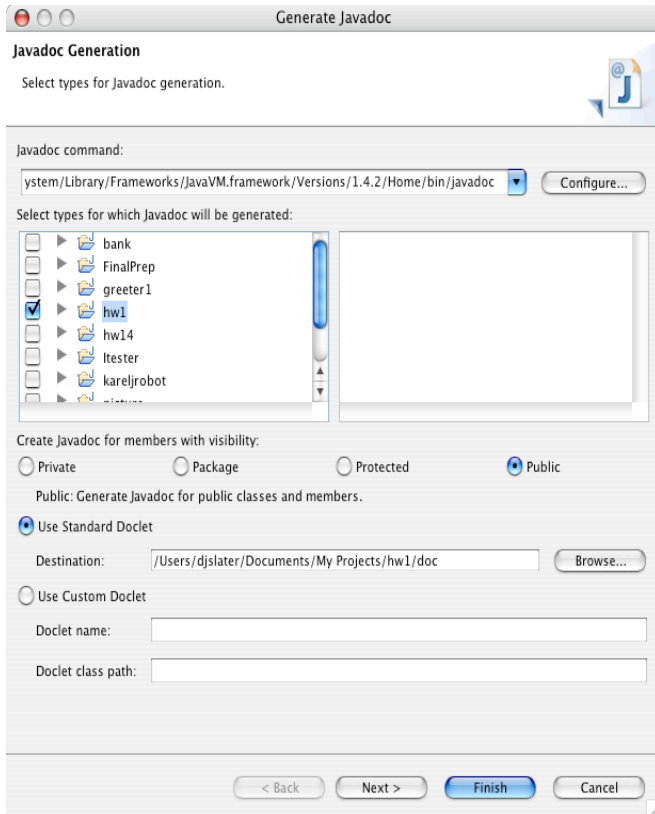 Generate Javadoc
Javadoc Generation
Select types for Javadoc generation.
@
J
Javadoc command:
ystem/Library/Frameworks/JavaVM.framework/Versions/1.4.2/Home/bin/javadoc
Configure...
Select types for which Javadoc will be generated:
bank
FinalPrep
greeter1
hw1
hw14
ltester
kareljrobot
Create Javadoc for members with visibility:
Private Package Protected Public
Public: Generate Javadoc for public classes and members.
Use Standard Doclet
Destination: /Users/djslater/Documents/My Projects/hw1/doc Browse...
Use Custom Doclet
Doclet name:
Doclet class path:
< Back Next > Finish Cancel